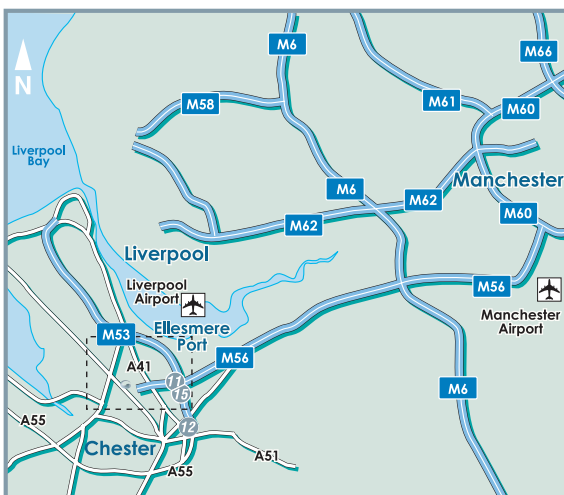 M6
M66
N
M58
M61
M60
Liverpool
Bay
M6
Manchester
M62
M62
M60
Liverpool
Liverpool
Airport
M56
Manchester
Airport
Ellesmere
Port
M53
M56
A41
11
15
M6
A55
12
Chester
A51
A55